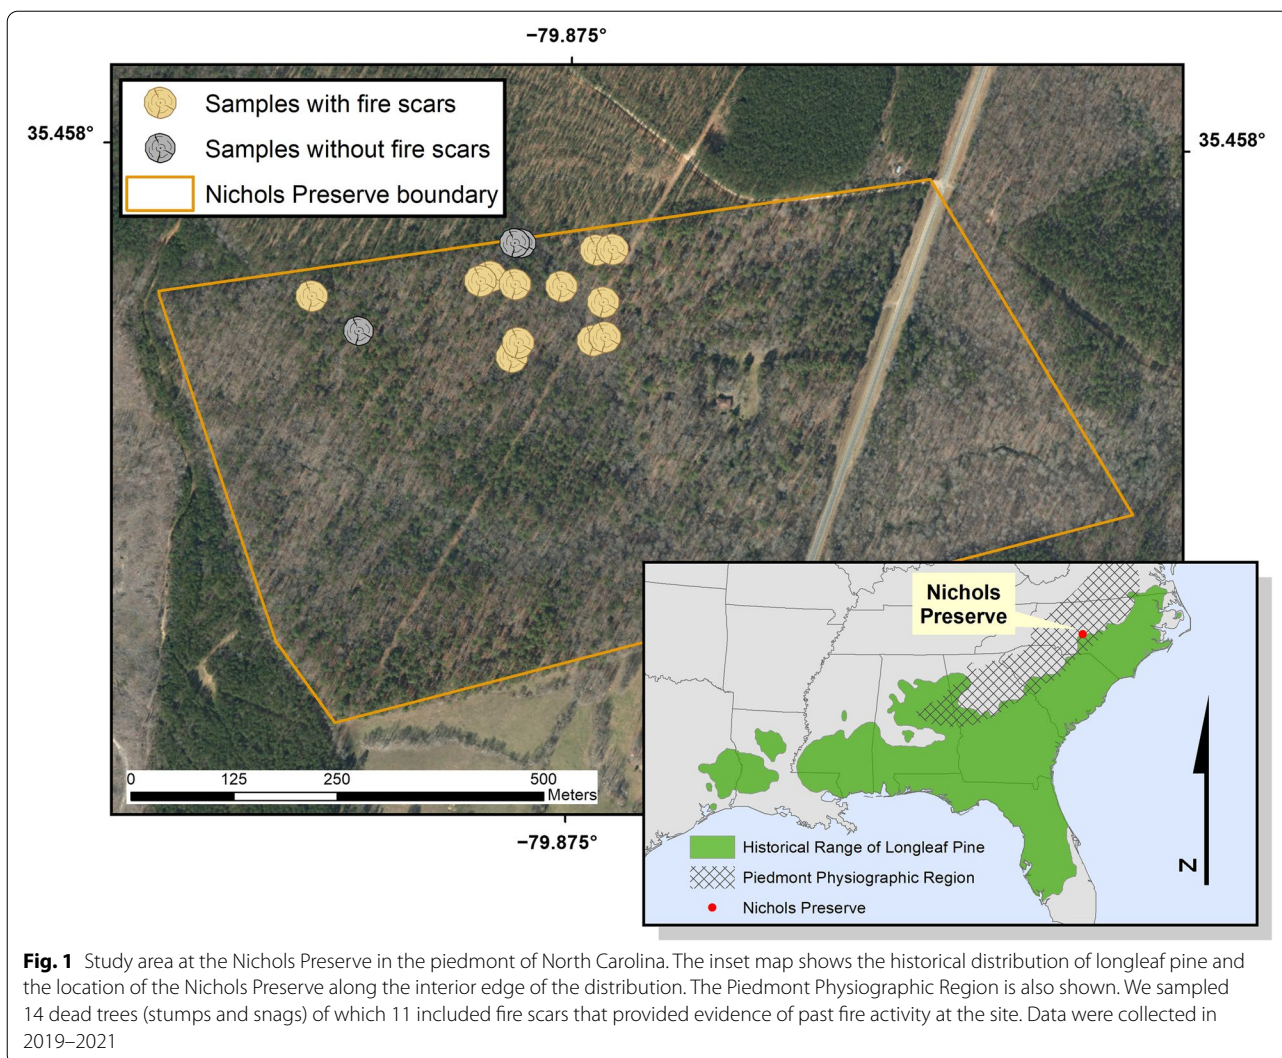 −79.875°
35.458°
35.458°
Samples with fire scars
Samples without fire scars
Nichols Preserve boundary
0 125 250 500
Meters
−79.875°
Nichols
Preserve
Historical Range of Longleaf Pine
Piedmont Physiographic Region
Nichols Preserve
N
Fig. 1 Study area at the Nichols Preserve in the piedmont of North Carolina. The inset map shows the historical distribution of longleaf pine and
the location of the Nichols Preserve along the interior edge of the distribution. The Piedmont Physiographic Region is also shown. We sampled
14 dead trees (stumps and snags) of which 11 included fire scars that provided evidence of past fire activity at the site. Data were collected in
2019–2021